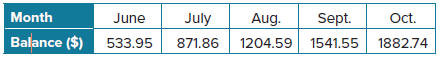 Month June July Aug. Sept. Oct.
Balance ($) 533.95 871.86 1204.59 1541.55 1882.74